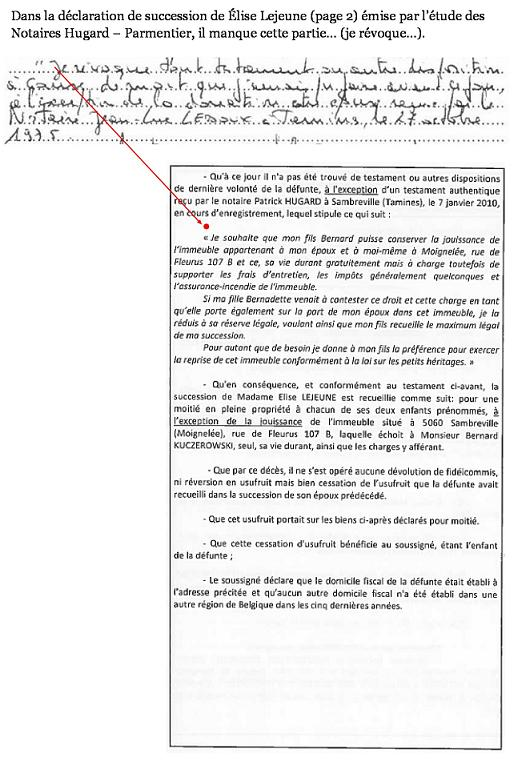 Dans la déclaration de succession de Élise Lejeune (page 2) émise par l'étude des
Notaires Hugard – Parmentier, il manque cette partie... (je révoque...).
"Je révoque tout testament ou autre disposition
à cause de mort que j'aurais pu faire avant ce jour,
à l'exception de la donation entre époux reçue par le
Notaire Jean-Luc LEDOUX à Tamines, le 27 octobre
1975
- Qu'à ce jour il n'a pas été trouvé de testament ou autres dispositions
de dernière volonté de la défunte, à l'exception d'un testament authentique
reçu par le notaire Patrick HUGARD à Sambreville (Tamines), le 7 janvier 2010,
en cours d'enregistrement, lequel stipule ce qui suit :
« Je souhaite que mon fils Bernard puisse conserver la jouissance de
l'immeuble appartenant à mon époux et à moi-même à Moignelée, rue de
Fleurus 107 B et ce, sa vie durant gratuitement mais à charge toutefois de
supporter les frais d'entretien, les impôts généralement quelconques et
l'assurance-incendie de l'immeuble.
Si ma fille Bernadette venait à contester ce droit et cette charge en tant
qu'elle porte également sur la part de mon époux dans cet immeuble, je la
réduis à sa réserve légale, voulant ainsi que mon fils recueille le maximum légal
de ma succession.
Pour autant que de besoin je donne à mon fils la préférence pour exercer
la reprise de cet immeuble conformément à la loi sur les petits héritages. »
- Qu'en conséquence, et conformément au testament ci-avant, la
succession de Madame Elise LEJEUNE est recueillie comme suit: pour une
moitié en pleine propriété à chacun de ses deux enfants prénommés, à
l'exception de la jouissance de l'immeuble situé à 5060 Sambreville
(Moignelée), rue de Fleurus 107 B, laquelle échoit à Monsieur Bernard
KUCZEROWSKI, seul, sa vie durant, ainsi que les charges y afférant.
- Que par ce décès, il ne s'est opéré aucune dévolution de fidéicommis,
ni réversion en usufruit mais bien cessation de l'usufruit que la défunte avait
recueilli dans la succession de son époux prédécédé.
- Que cet usufruit portait sur les biens ci-après déclarés pour moitié.
- Que cette cessation d'usufruit bénéficie au soussigné, étant l'enfant
de la défunte ;
- Le soussigné déclare que le domicile fiscal de la défunte était établi à
l'adresse précitée et qu'aucun autre domicile fiscal n'a été établi dans une
autre région de Belgique dans les cinq dernières années.